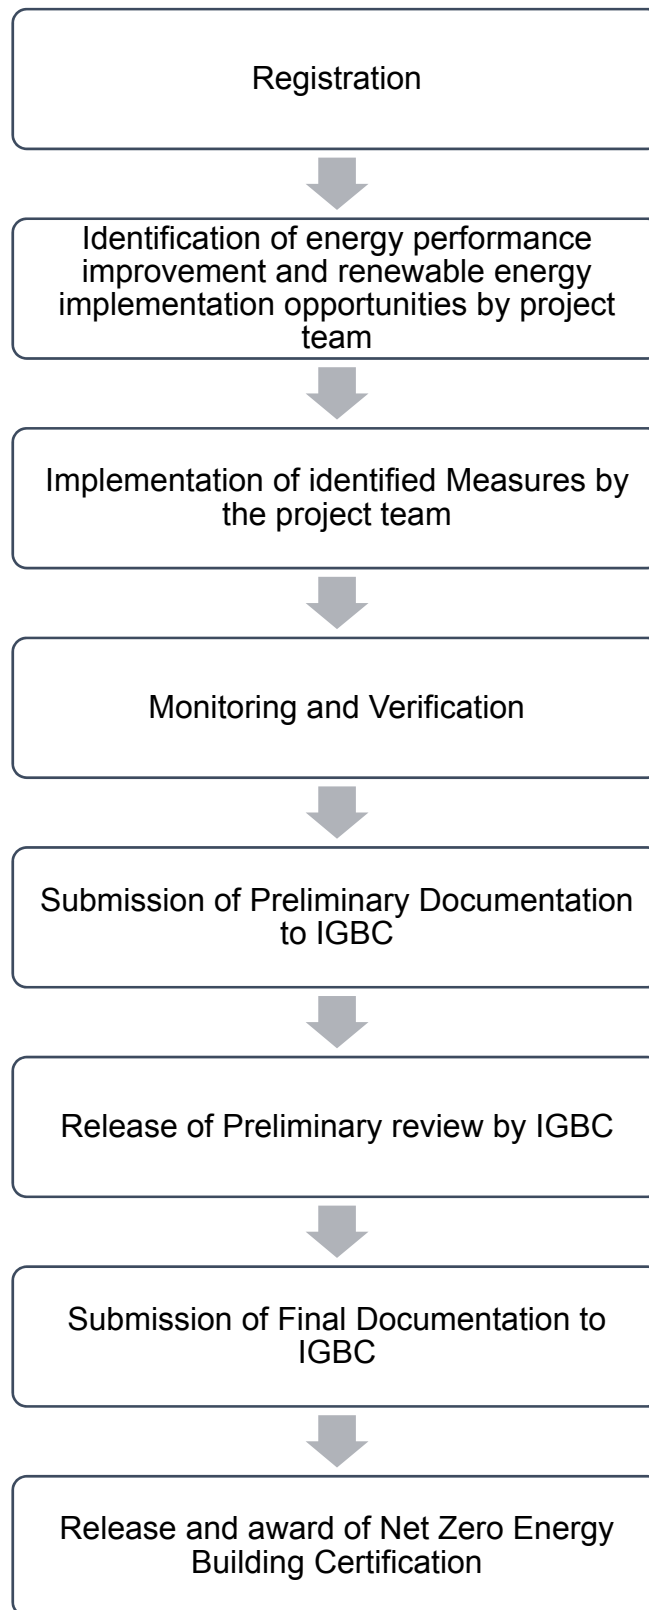 Registration
Identification of energy performance
improvement and renewable energy
implementation opportunities by project
team
Implementation of identified Measures by
the project team
Monitoring and Verification
Submission of Preliminary Documentation
to IGBC
Release of Preliminary review by IGBC
Submission of Final Documentation to
IGBC
Release and award of Net Zero Energy
Building Certification